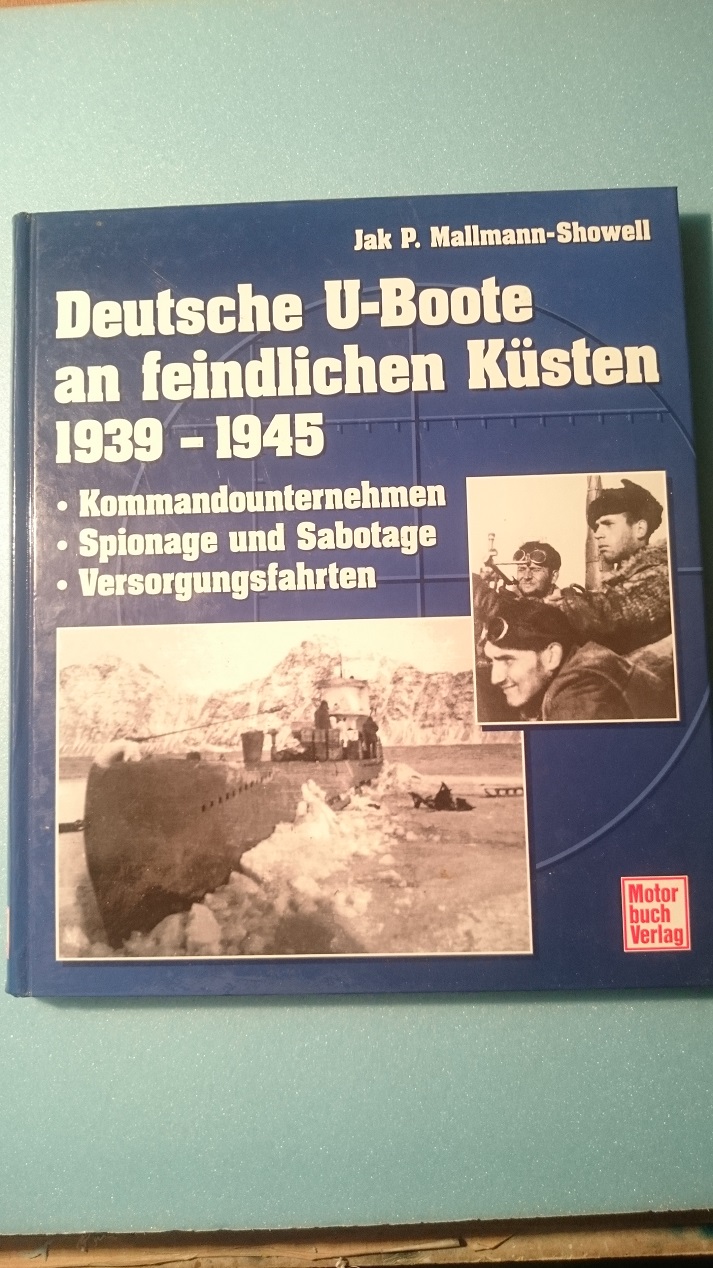 Jak P. Mallmann-Showell
Deutsche U-Boote
an feindlichen Küsten
1939 - 1945
• Kommandounternehmen
• Spionage und Sabotage
• Versorgungsfahrten
Motor
buch
Verlag